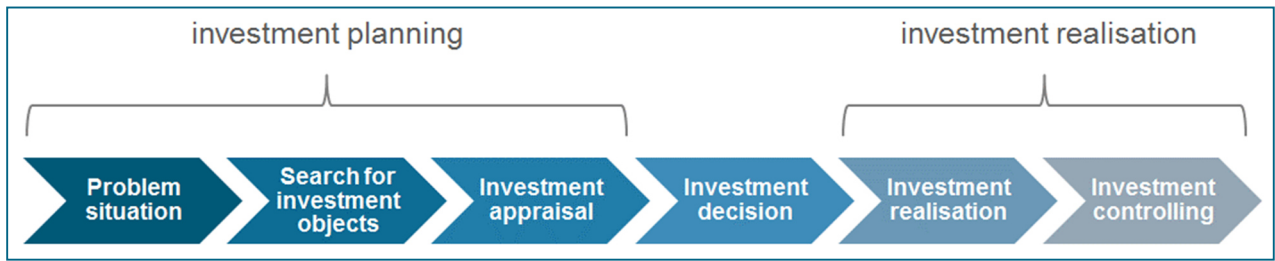 investment planning
investment realisation
Problem
situation
Search for
investment
objects
Investment
appraisal
Investment
decision
Investment
realisation
Investment
controlling